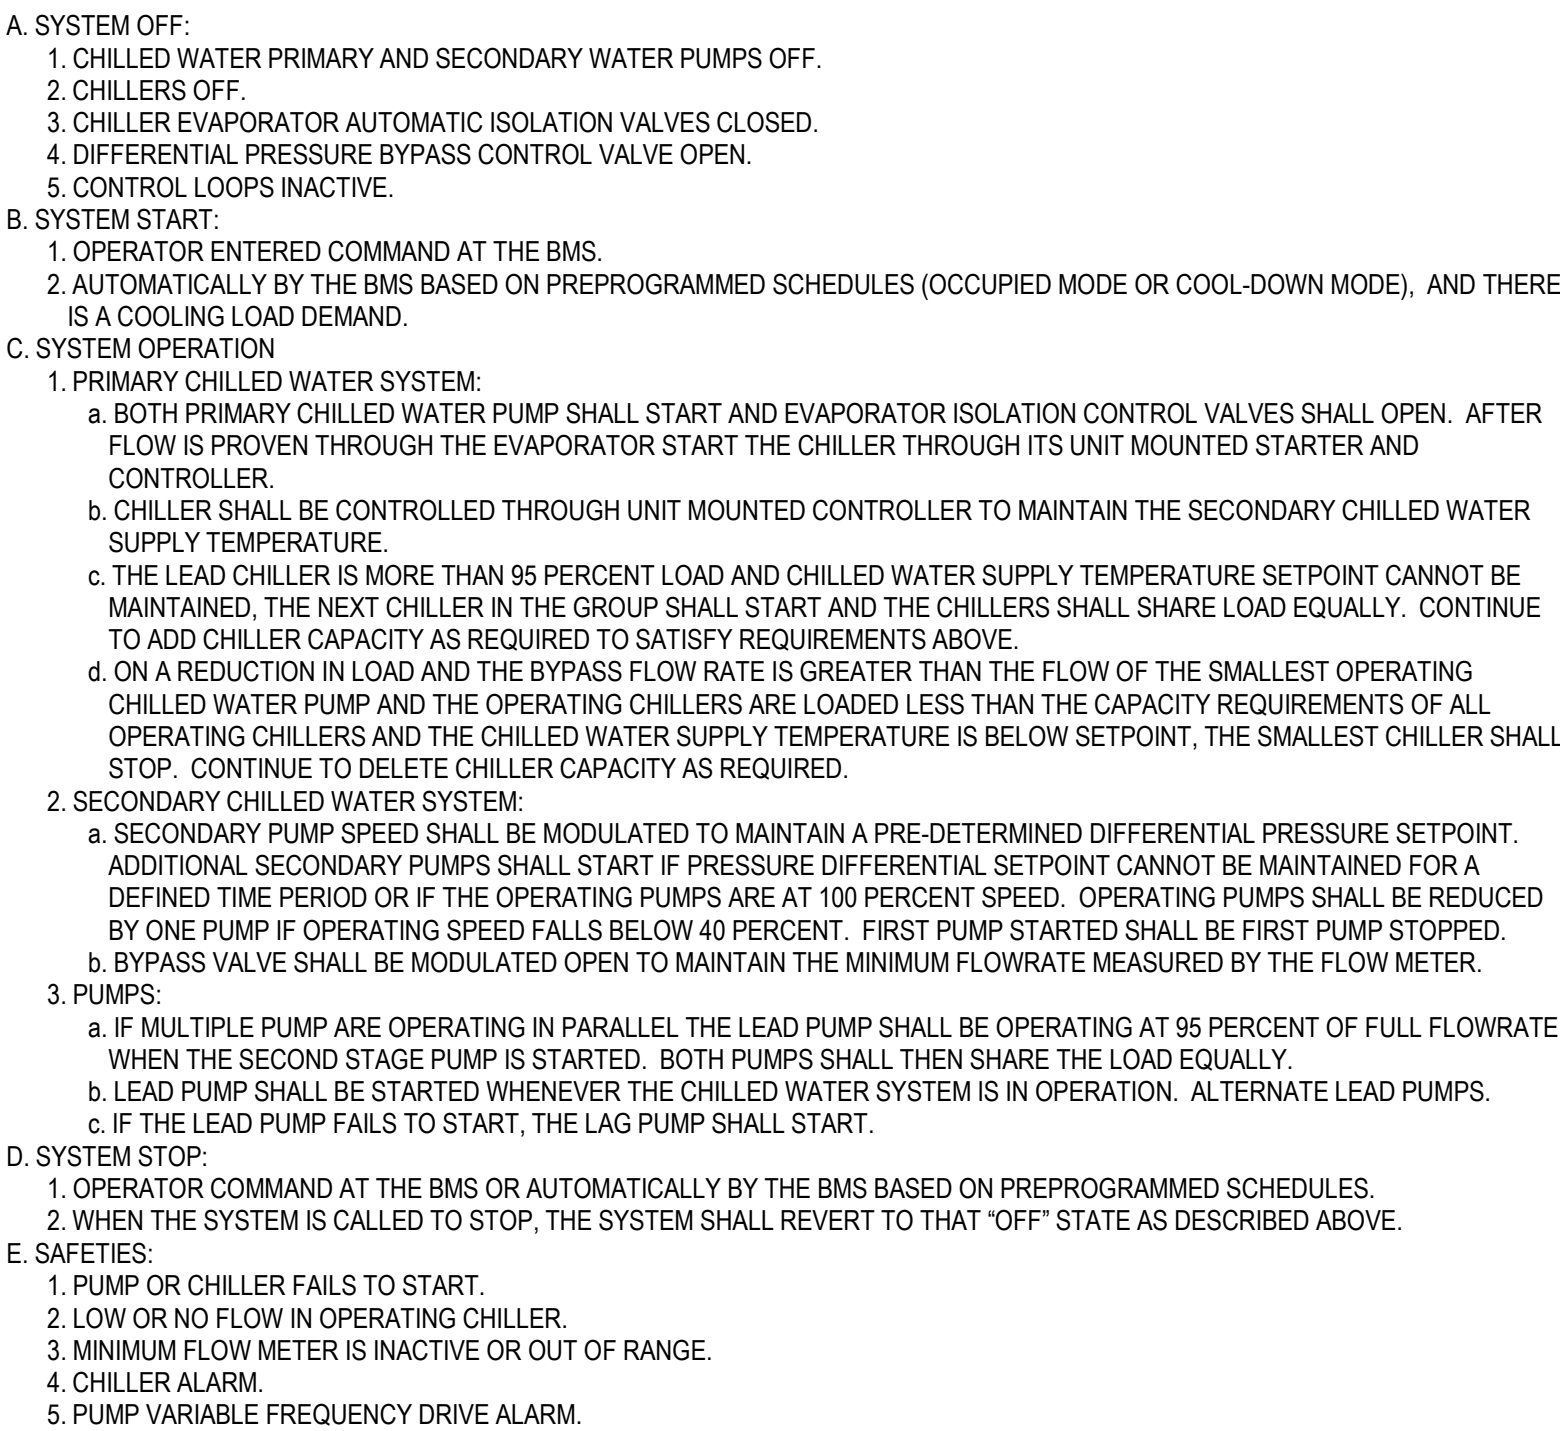 A. SYSTEM OFF:
1. CHILLED WATER PRIMARY AND SECONDARY WATER PUMPS OFF.
2. CHILLERS OFF.
3. CHILLER EVAPORATOR AUTOMATIC ISOLATION VALVES CLOSED.
4. DIFFERENTIAL PRESSURE BYPASS CONTROL VALVE OPEN.
5. CONTROL LOOPS INACTIVE.
B. SYSTEM START:
1. OPERATOR ENTERED COMMAND AT THE BMS.
2. AUTOMATICALLY BY THE BMS BASED ON PREPROGRAMMED SCHEDULES (OCCUPIED MODE OR COOL-DOWN MODE), AND THERE
IS A COOLING LOAD DEMAND.
C. SYSTEM OPERATION
1. PRIMARY CHILLED WATER SYSTEM:
a. BOTH PRIMARY CHILLED WATER PUMP SHALL START AND EVAPORATOR ISOLATION CONTROL VALVES SHALL OPEN. AFTER
FLOW IS PROVEN THROUGH THE EVAPORATOR START THE CHILLER THROUGH ITS UNIT MOUNTED STARTER AND
CONTROLLER.
b. CHILLER SHALL BE CONTROLLED THROUGH UNIT MOUNTED CONTROLLER TO MAINTAIN THE SECONDARY CHILLED WATER
SUPPLY TEMPERATURE.
c. THE LEAD CHILLER IS MORE THAN 95 PERCENT LOAD AND CHILLED WATER SUPPLY TEMPERATURE SETPOINT CANNOT BE
MAINTAINED, THE NEXT CHILLER IN THE GROUP SHALL START AND THE CHILLERS SHALL SHARE LOAD EQUALLY. CONTINUE
TO ADD CHILLER CAPACITY AS REQUIRED TO SATISFY REQUIREMENTS ABOVE.
d. ON A REDUCTION IN LOAD AND THE BYPASS FLOW RATE IS GREATER THAN THE FLOW OF THE SMALLEST OPERATING
CHILLED WATER PUMP AND THE OPERATING CHILLERS ARE LOADED LESS THAN THE CAPACITY REQUIREMENTS OF ALL
OPERATING CHILLERS AND THE CHILLED WATER SUPPLY TEMPERATURE IS BELOW SETPOINT, THE SMALLEST CHILLER SHALL
STOP. CONTINUE TO DELETE CHILLER CAPACITY AS REQUIRED.
2. SECONDARY CHILLED WATER SYSTEM:
a. SECONDARY PUMP SPEED SHALL BE MODULATED TO MAINTAIN A PRE-DETERMINED DIFFERENTIAL PRESSURE SETPOINT.
ADDITIONAL SECONDARY PUMPS SHALL START IF PRESSURE DIFFERENTIAL SETPOINT CANNOT BE MAINTAINED FOR A
DEFINED TIME PERIOD OR IF THE OPERATING PUMPS ARE AT 100 PERCENT SPEED. OPERATING PUMPS SHALL BE REDUCED
BY ONE PUMP IF OPERATING SPEED FALLS BELOW 40 PERCENT. FIRST PUMP STARTED SHALL BE FIRST PUMP STOPPED.
b. BYPASS VALVE SHALL BE MODULATED OPEN TO MAINTAIN THE MINIMUM FLOWRATE MEASURED BY THE FLOW METER.
3. PUMPS:
a. IF MULTIPLE PUMP ARE OPERATING IN PARALLEL THE LEAD PUMP SHALL BE OPERATING AT 95 PERCENT OF FULL FLOWRATE
WHEN THE SECOND STAGE PUMP IS STARTED. BOTH PUMPS SHALL THEN SHARE THE LOAD EQUALLY.
b. LEAD PUMP SHALL BE STARTED WHENEVER THE CHILLED WATER SYSTEM IS IN OPERATION. ALTERNATE LEAD PUMPS.
c. IF THE LEAD PUMP FAILS TO START, THE LAG PUMP SHALL START.
D. SYSTEM STOP:
1. OPERATOR COMMAND AT THE BMS OR AUTOMATICALLY BY THE BMS BASED ON PREPROGRAMMED SCHEDULES.
2. WHEN THE SYSTEM IS CALLED TO STOP, THE SYSTEM SHALL REVERT TO THAT “OFF” STATE AS DESCRIBED ABOVE.
E. SAFETIES:
1. PUMP OR CHILLER FAILS TO START.
2. LOW OR NO FLOW IN OPERATING CHILLER.
3. MINIMUM FLOW METER IS INACTIVE OR OUT OF RANGE.
4. CHILLER ALARM.
5. PUMP VARIABLE FREQUENCY DRIVE ALARM.